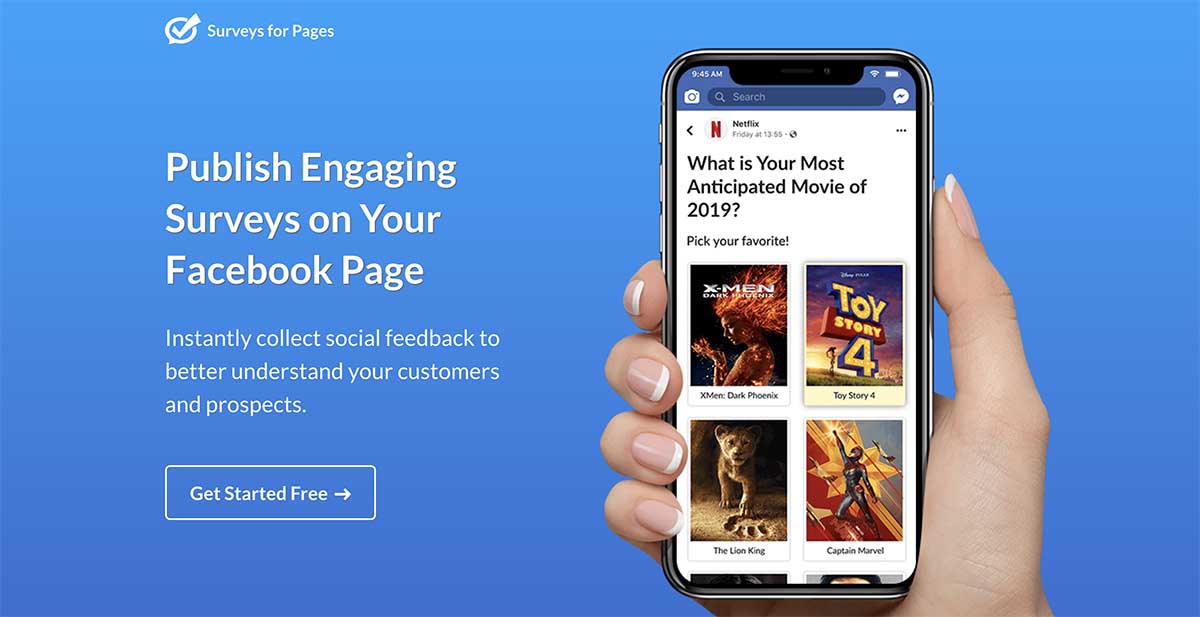 Surveys for Pages
Publish Engaging
Surveys on Your
Facebook Page
Instantly collect social feedback to
better understand your customers
and prospects.
Get Started Free →
9:45 AM
Search
N
Netflix
Friday at 13:55 ·
What is Your Most
Anticipated Movie of
2019?
Pick your favorite!
X-MEN
DARK PHOENIX
XMen: Dark Phoenix
Disney PIXAR
TOY
STORY
4
Toy Story 4
The Lion King
Captain Marvel